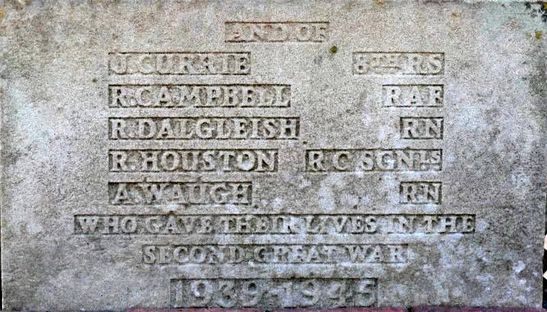 AND OF
J. CURRIE 8TH RS
R. CAMPBELL RAF
R. DALGLEISH RN
R. HOUSTON R C SGNLS
A. WAUGH RN
WHO GAVE THEIR LIVES IN THE
SECOND GREAT WAR
1939-1945